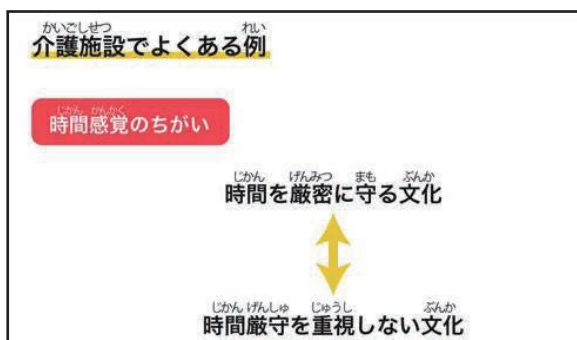 かいごしせつ れい
介護施設でよくある例
じかん かんかく
時間感覚のちがい
じかん げんみつ まも ぶんか
時間を厳密に守る文化
じかん げんしゅ じゅうし ぶんか
時間厳守を重視しない文化